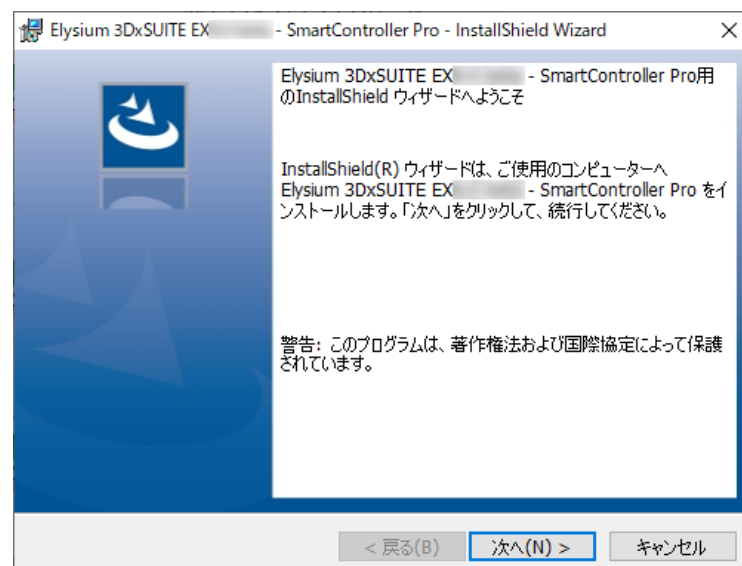 Elysium 3DxSUITE EX - SmartController Pro - InstallShield Wizard
Elysium 3DxSUITE EX - SmartController Pro用
のInstallShield ウィザードへようこそ
InstallShield(R) ウィザードは、ご使用のコンピューターへ
Elysium 3DxSUITE EX - SmartController Pro をイ
ンストールします。「次へ」をクリックして、続行してください。
警告: このプログラムは、著作権法および国際協定によって保護
されています。
< 戻る(B) 次へ(N) > キャンセル